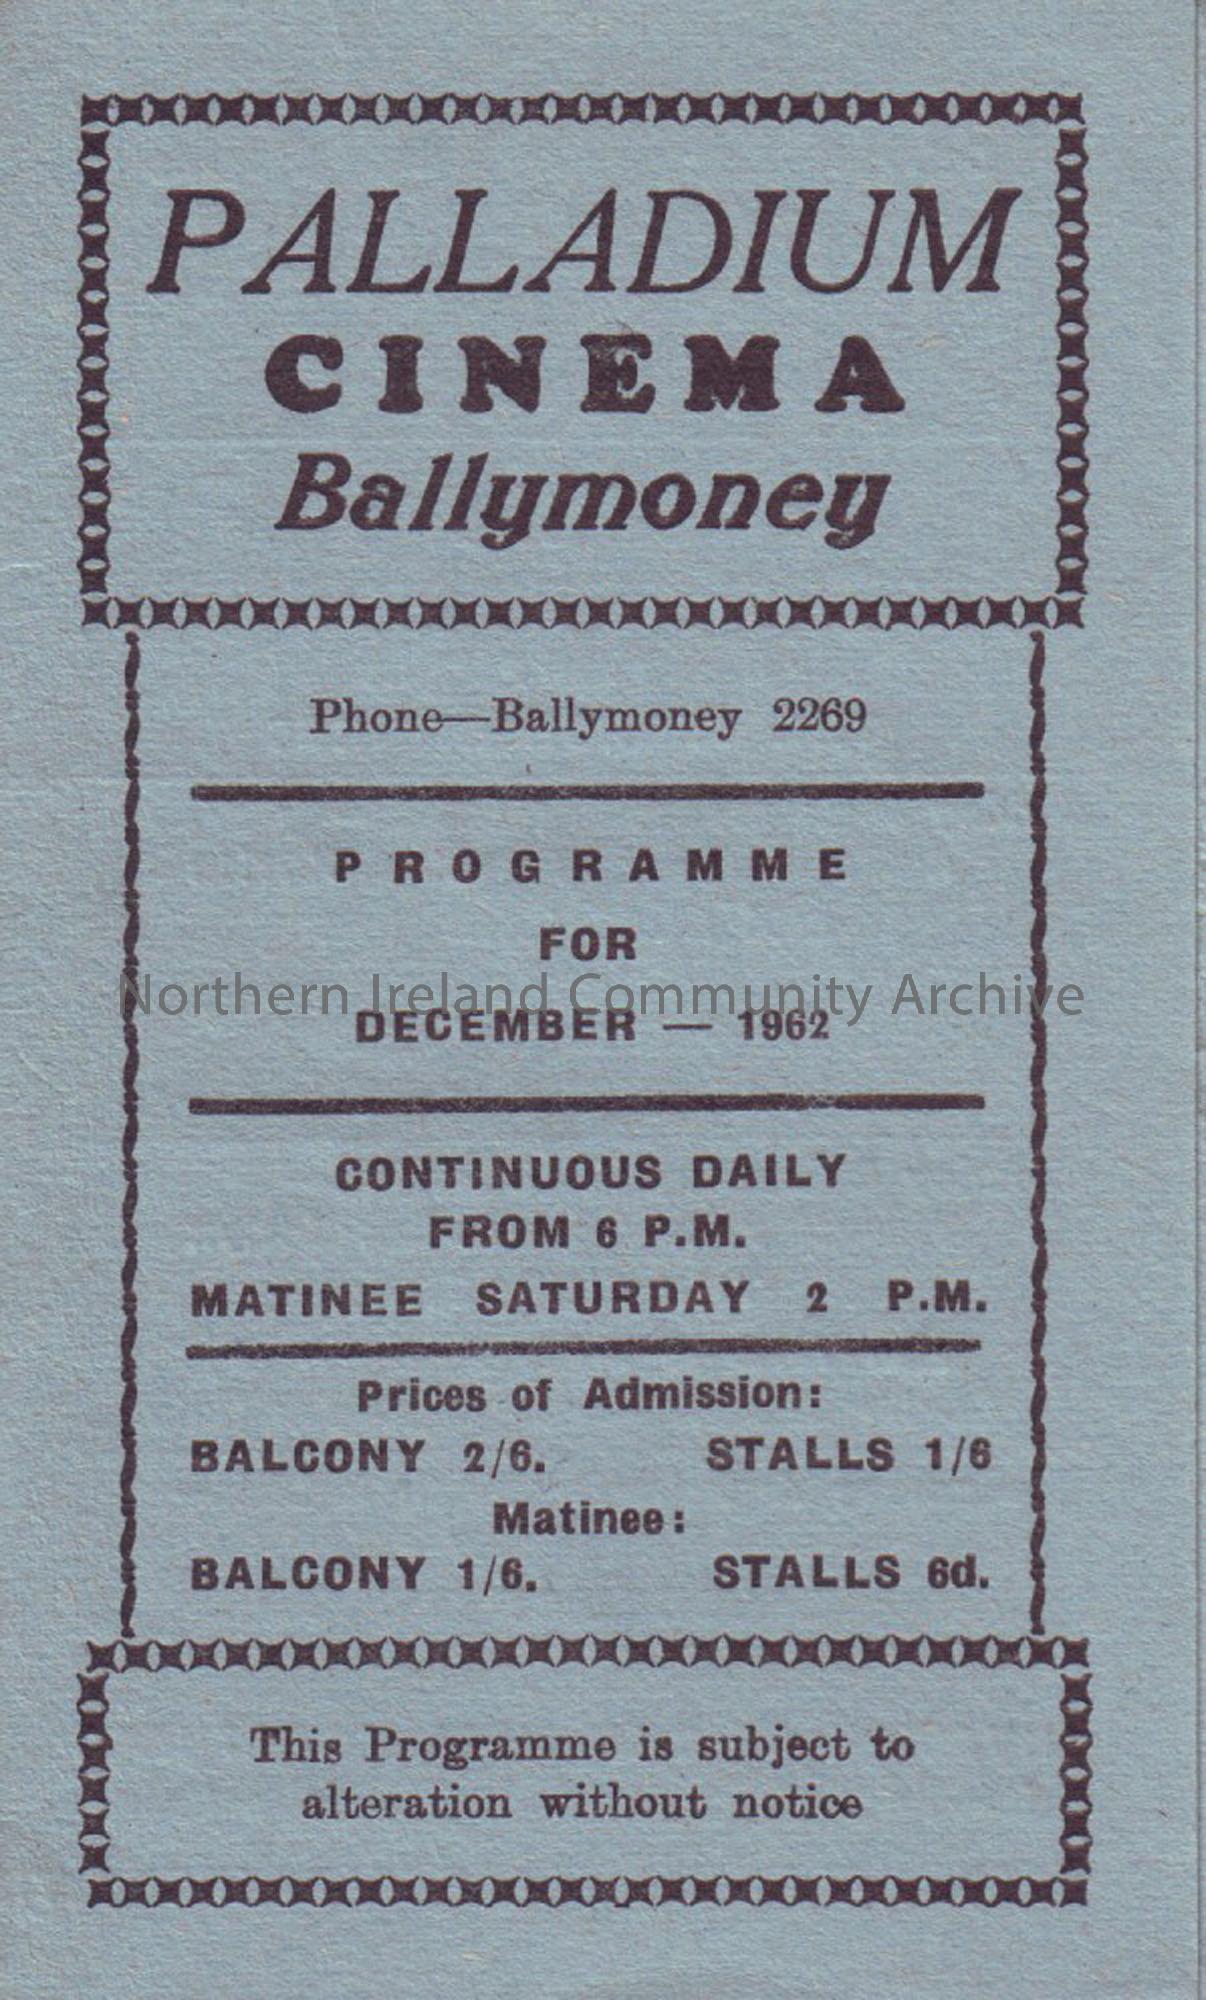 PALLADIUM
CINEMA
Ballymoney
Phone—Ballymoney 2269
PROGRAMME
FOR
Northern Ireland Community Archive
DECEMBER — 1962
CONTINUOUS DAILY
FROM 6 P.M.
MATINEE SATURDAY 2 P.M.
Prices of Admission:
BALCONY 2/6. STALLS 1/6
Matinee:
BALCONY 1/6. STALLS 6d.
This Programme is subject to
alteration without notice